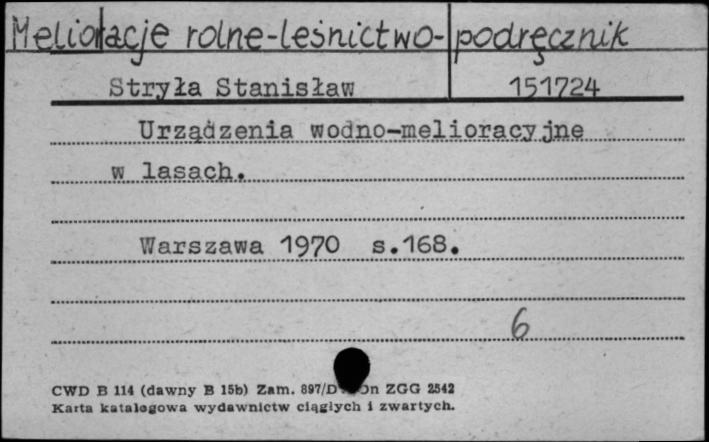 Melioracje rolne-leśnictwo-podręcznik
Stryła Stanisław 151724
Urządzenia wodno-melioracyjne
w lasach.
Warszawa 1970 s.168.
6
CWD B 114 (dawny B 15b) Zam. 897/D On ZGG 2542
Karta katalogowa wydawnictw ciągłych i zwartych.